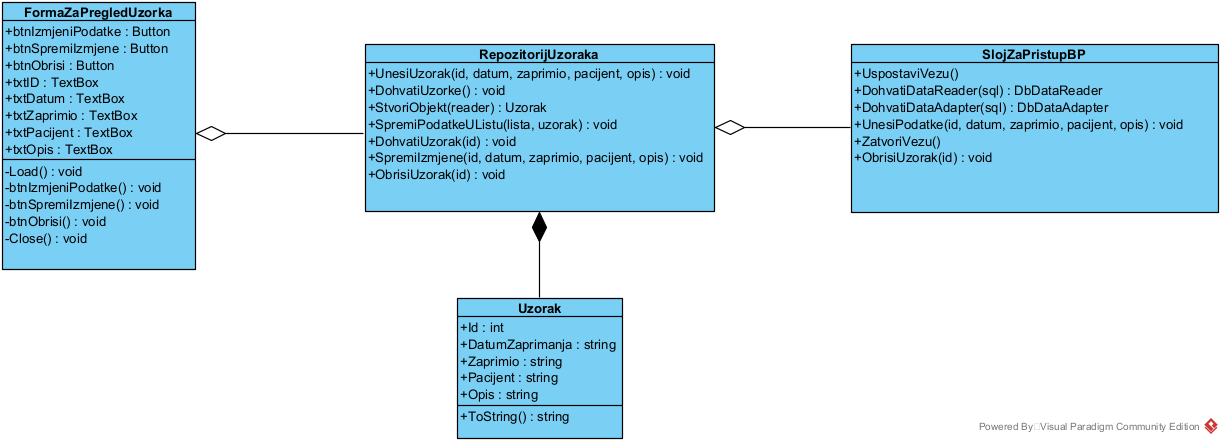 FormaZaPregledUzorka
+btnIzmjeniPodatke : Button
+btnSpremiIzmjene : Button
+btnObrisi : Button
+txtID : TextBox
+txtDatum : TextBox
+txtZaprimio : TextBox
+txtPacijent : TextBox
+txtOpis : TextBox
-Load() : void
-btnIzmjeniPodatke() : void
-btnSpremiIzmjene() : void
-btnObrisi() : void
-Close() : void
RepozitorijUzoraka
+UnesiUzorak(id, datum, zaprimio, pacijent, opis) : void
+DohvatiUzorke() : void
+StvoriObjekt(reader) : Uzorak
+SpremiPodatkeUListu(lista, uzorak) : void
+DohvatiUzorak(id) : void
+SpremiIzmjene(id, datum, zaprimio, pacijent, opis) : void
+ObrisiUzorak(id) : void
SlojZaPristupBP
+UspostaviVezu()
+DohvatiDataReader(sql) : DbDataReader
+DohvatiDataAdapter(sql) : DbDataAdapter
+UnesiPodatke(id, datum, zaprimio, pacijent, opis) : void
+ZatvoriVezu()
+ObrisiUzorak(id) : void
Uzorak
+Id : int
+DatumZaprimanja : string
+Zaprimio : string
+Pacijent : string
+Opis : string
+ToString() : string
Powered By Visual Paradigm Community Edition